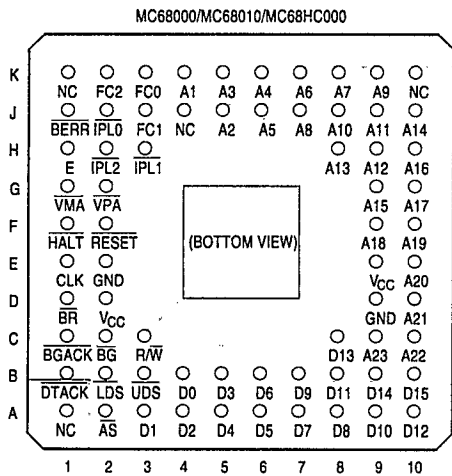 MC68000/MC68010/MC68HC000
K
NC FC2 FC0 A1 A3 A4 A6 A7 A9 NC
J
BERR IPL0 FC1 NC A2 A5 A8 A10 A11 A14
H
E IPL2 IPL1 A13 A12 A16
G
VMA VPA A15 A17
F
HALT RESET (BOTTOM VIEW) A18 A19
E
CLK GND VCC A20
D
BR VCC GND A21
C
BGACK BG R/W D13 A23 A22
B
DTACK LDS UDS D0 D3 D6 D9 D11 D14 D15
A
NC AS D1 D2 D4 D5 D7 D8 D10 D12
1 2 3 4 5 6 7 8 9 10